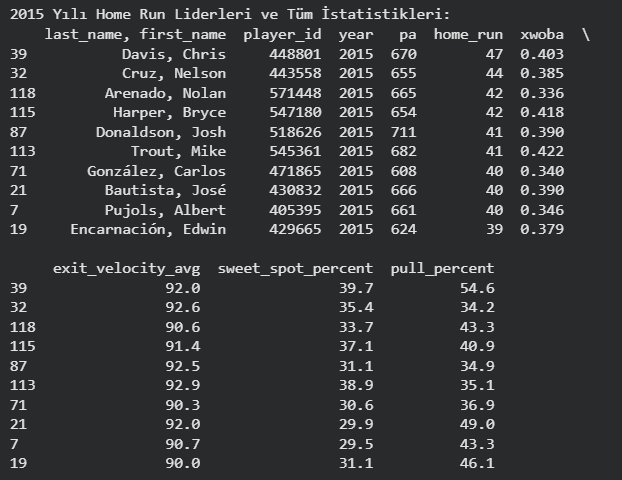 2015 Yılı Home Run Liderleri ve Tüm İstatistikleri:
    last_name, first_name  player_id  year   pa  home_run  xwoba  \
39            Davis, Chris     448801  2015  670        47  0.403
32            Cruz, Nelson     443558  2015  655        44  0.385
118         Arenado, Nolan     571448  2015  665        42  0.336
115          Harper, Bryce     547180  2015  654        42  0.418
87         Donaldson, Josh     518626  2015  711        41  0.390
113            Trout, Mike     545361  2015  682        41  0.422
71        González, Carlos     471865  2015  608        40  0.340
21          Bautista, José     430832  2015  666        40  0.390
7           Pujols, Albert     405395  2015  661        40  0.346
19      Encarnación, Edwin     429665  2015  624        39  0.379
     exit_velocity_avg  sweet_spot_percent  pull_percent
39                92.0                39.7          54.6
32                92.6                35.4          34.2
118               90.6                33.7          43.3
115               91.4                37.1          40.9
87                92.5                31.1          34.9
113               92.9                38.9          35.1
71                90.3                30.6          36.9
21                92.0                29.9          49.0
7                 90.7                29.5          43.3
19                90.0                31.1          46.1